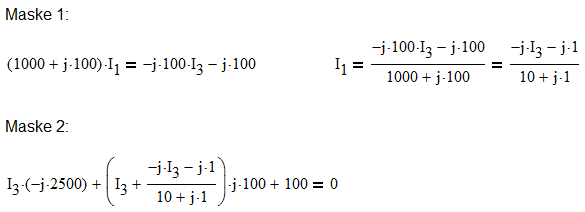 Maske 1:
(1000 + j·100)·I₁ = −j·100·I₃ − j·100    I₁ = (−j·100·I₃ − j·100)/(1000 + j·100) = (−j·I₃ − j·1)/(10 + j·1)
Maske 2:
I₃·(−j·2500) + (I₃ + (−j·I₃ − j·1)/(10 + j·1))·j·100 + 100 = 0